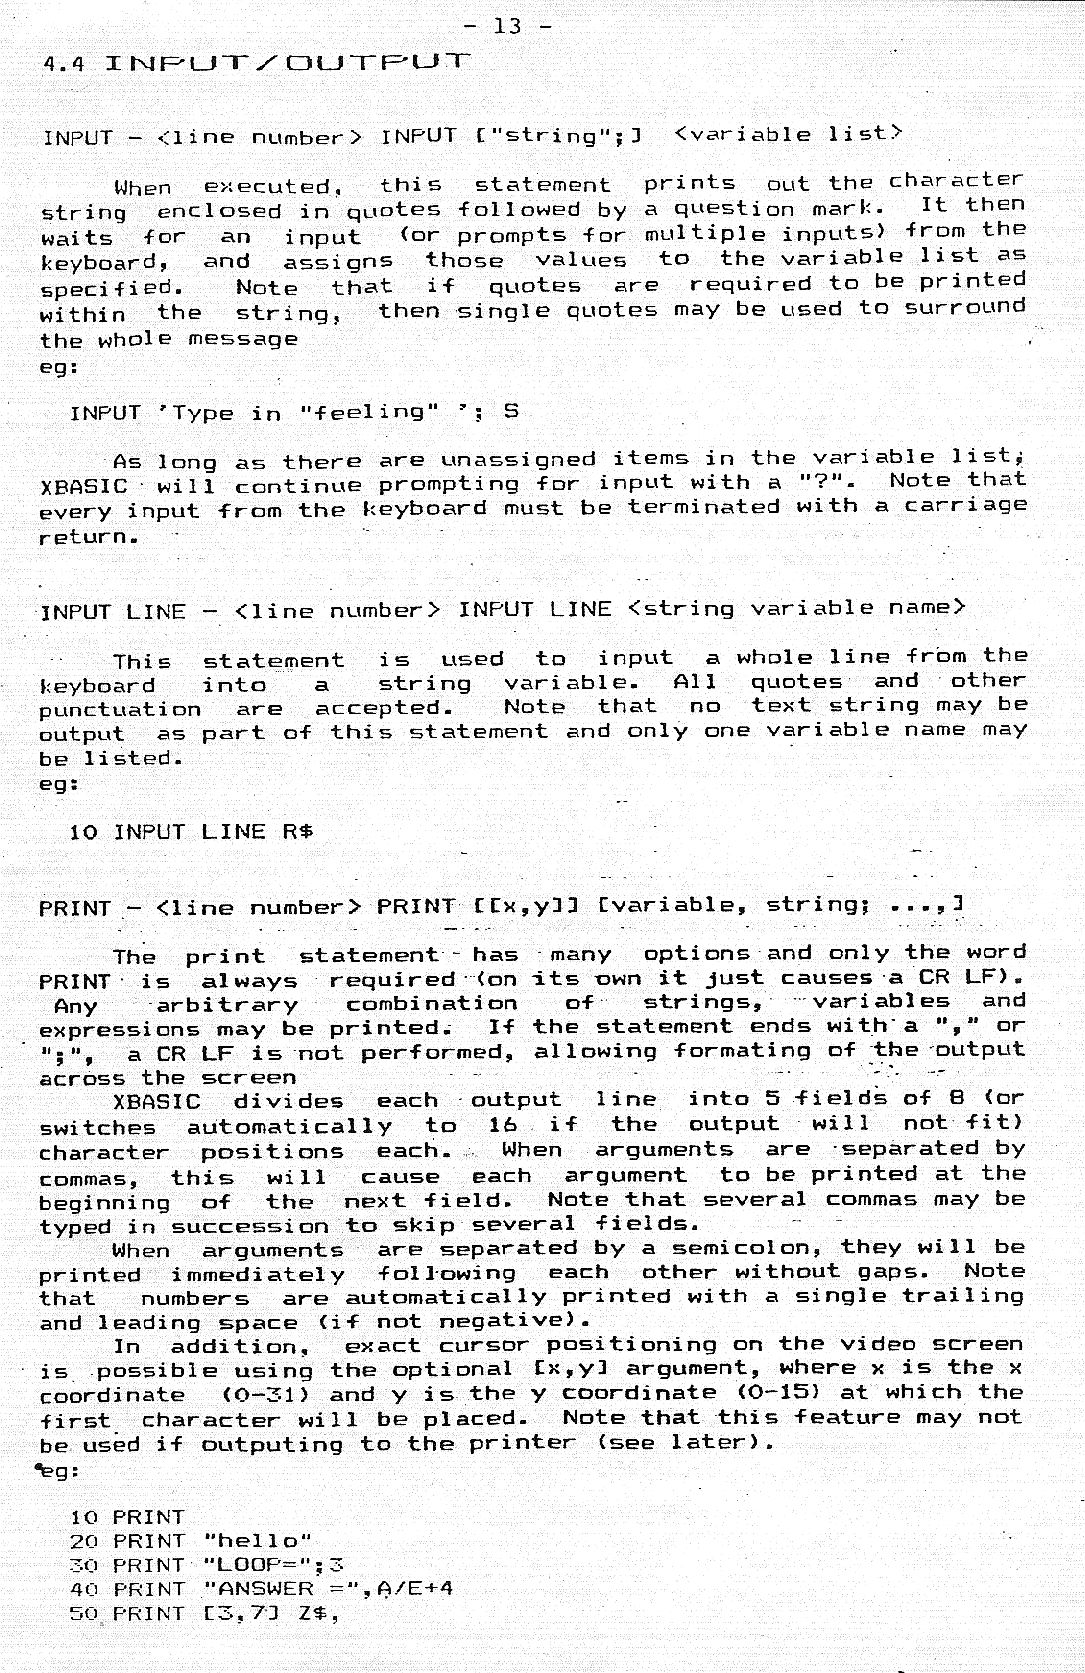 - 13 -
4.4 INPUT/OUTPUT
INPUT - <line number> INPUT ["string";] <variable list>
When executed, this statement prints out the character
string enclosed in quotes followed by a question mark. It then
waits for an input (or prompts for multiple inputs) from the
keyboard, and assigns those values to the variable list as
specified. Note that if quotes are required to be printed
within the string, then single quotes may be used to surround
the whole message
eg:
INPUT 'Type in "feeling" '; S
As long as there are unassigned items in the variable list;
XBASIC will continue prompting for input with a "?". Note that
every input from the keyboard must be terminated with a carriage
return.
INPUT LINE - <line number> INPUT LINE <string variable name>
This statement is used to input a whole line from the
keyboard into a string variable. All quotes and other
punctuation are accepted. Note that no text string may be
output as part of this statement and only one variable name may
be listed.
eg:
10 INPUT LINE R$
PRINT - <line number> PRINT [[x,y]] [variable, string; ...,]
The print statement has many options and only the word
PRINT is always required (on its own it just causes a CR LF).
Any arbitrary combination of strings, variables and
expressions may be printed. If the statement ends with a "," or
";", a CR LF is not performed, allowing formating of the output
across the screen
XBASIC divides each output line into 5 fields of 8 (or
switches automatically to 16 if the output will not fit)
character positions each. When arguments are separated by
commas, this will cause each argument to be printed at the
beginning of the next field. Note that several commas may be
typed in succession to skip several fields.
When arguments are separated by a semicolon, they will be
printed immediately following each other without gaps. Note
that numbers are automatically printed with a single trailing
and leading space (if not negative).
In addition, exact cursor positioning on the video screen
is possible using the optional [x,y] argument, where x is the x
coordinate (0-31) and y is the y coordinate (0-15) at which the
first character will be placed. Note that this feature may not
be used if outputing to the printer (see later).
eg:
10 PRINT
20 PRINT "hello"
30 PRINT "LOOP=";3
40 PRINT "ANSWER =",A/E+4
50 PRINT [3,7] Z$,